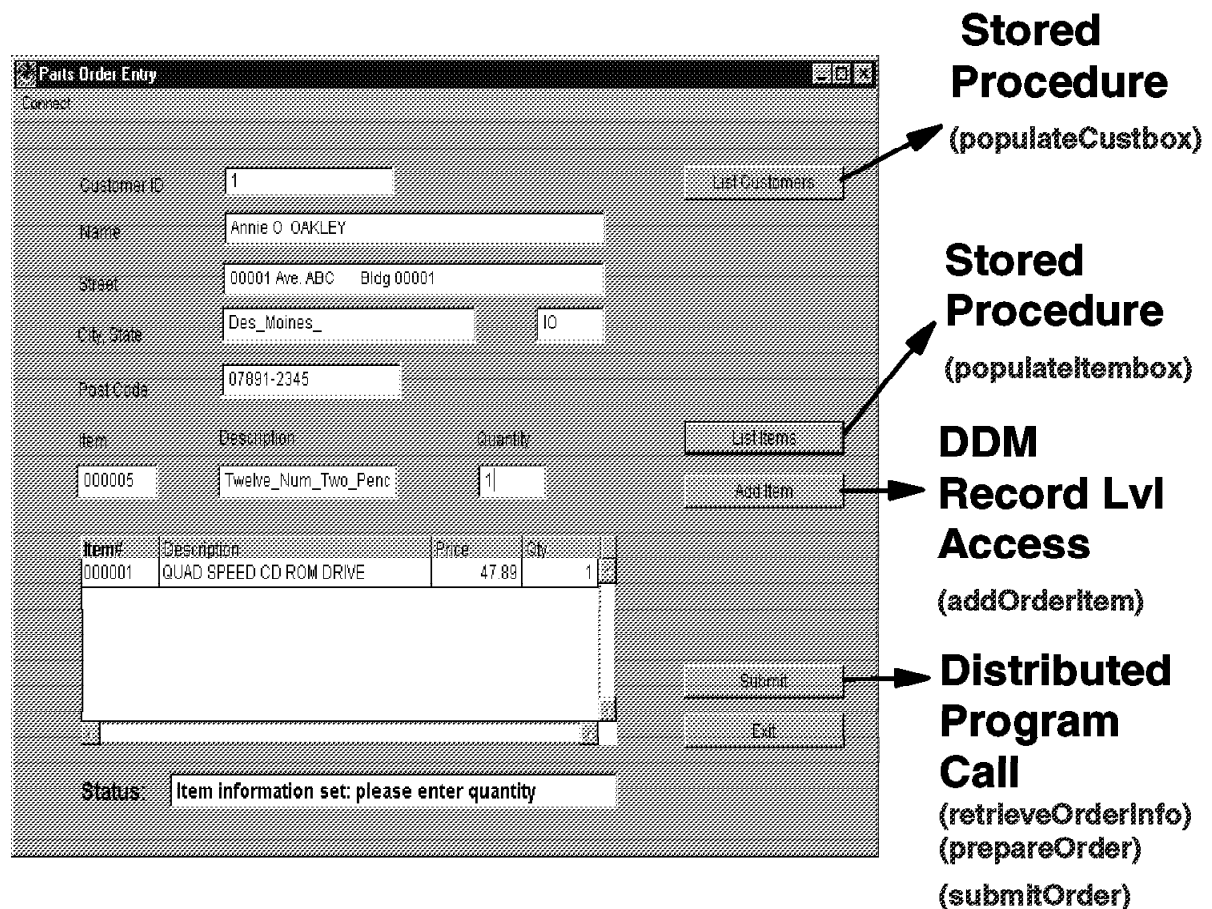 Stored
Procedure
(populateCustbox)
Parts Order Entry
Connect
Customer ID
1
List Customers
Name
Annie O OAKLEY
Street
00001 Ave. ABC Bldg 00001
City, State
Des_Moines_
IO
Post Code
07891-2345
Stored
Procedure
(populateItembox)
Item
Description
Quantity
List Items
000005
Twelve_Num_Two_Penc
1
Add Item
DDM
Record Lvl
Access
(addOrderItem)
Item# Description Price Qty
000001 QUAD SPEED CD ROM DRIVE 47.89 1
Submit
Exit
Distributed
Program
Call
(retrieveOrderInfo)
(prepareOrder)
(submitOrder)
Status: Item information set: please enter quantity